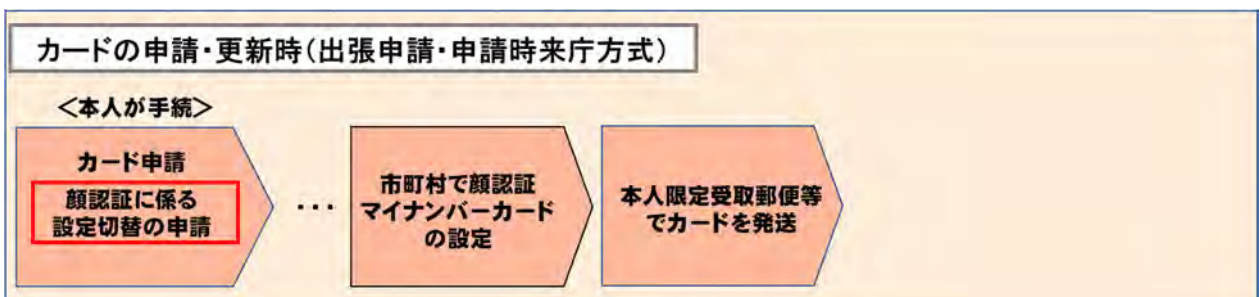 カードの申請・更新時(出張申請・申請時来庁方式)
＜本人が手続＞
カード申請
顔認証に係る
設定切替の申請
・・・
市町村で顔認証
マイナンバーカード
の設定
本人限定受取郵便等
でカードを発送